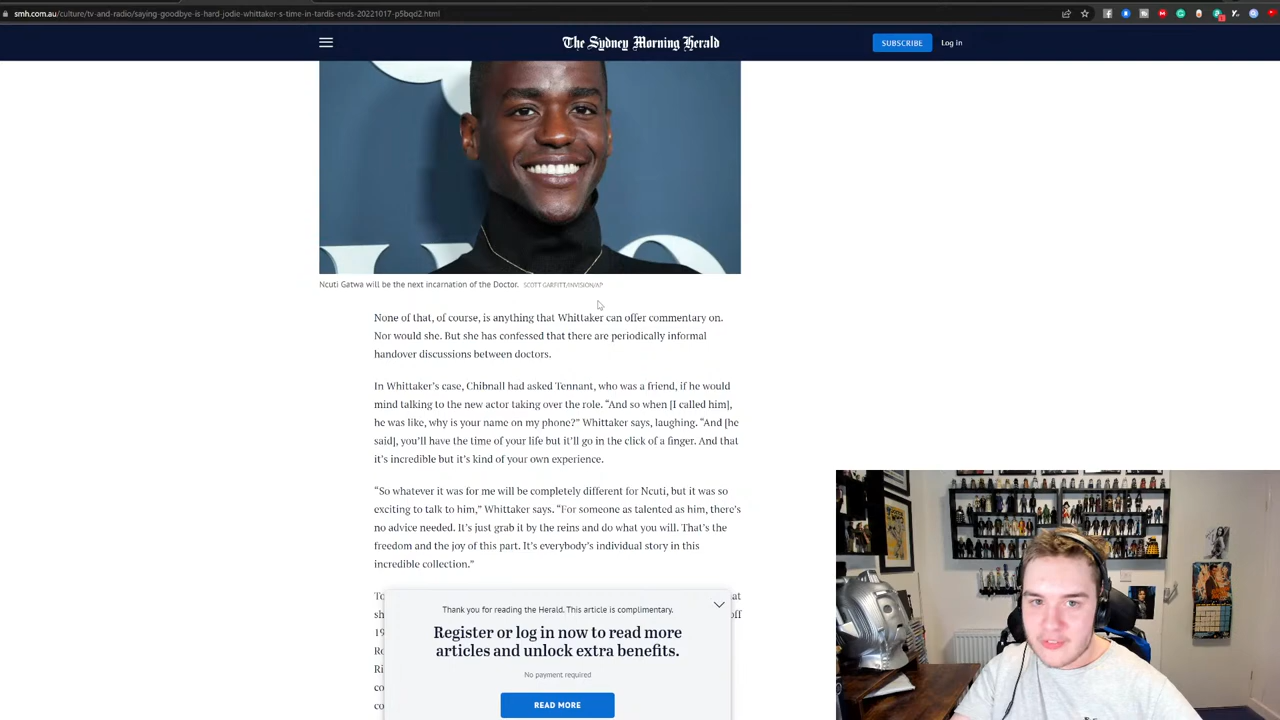 smh.com.au/culture/tv-and-radio/saying-goodbye-is-hard-jodie-whittaker-s-time-in-tardis-ends-20221017-p5bqd2.html
The Sydney Morning Herald
SUBSCRIBE
Log in
Ncuti Gatwa will be the next incarnation of the Doctor. SCOTT GARFITT/INVISION/AP
None of that, of course, is anything that Whittaker can offer commentary on.
Nor would she. But she has confessed that there are periodically informal
handover discussions between doctors.
In Whittaker’s case, Chibnall had asked Tennant, who was a friend, if he would
mind talking to the new actor taking over the role. “And so when [I called him],
he was like, why is your name on my phone?” Whittaker says, laughing. “And [he
said], you’ll have the time of your life but it’ll go in the click of a finger. And that
it’s incredible but it’s kind of your own experience.
“So whatever it was for me will be completely different for Ncuti, but it was so
exciting to talk to him,” Whittaker says. “For someone as talented as him, there’s
no advice needed. It’s just grab it by the reins and do what you will. That’s the
freedom and the joy of this part. It’s everybody’s individual story in this
incredible collection.”
Thank you for reading the Herald. This article is complimentary.
Register or log in now to read more
articles and unlock extra benefits.
No payment required
READ MORE